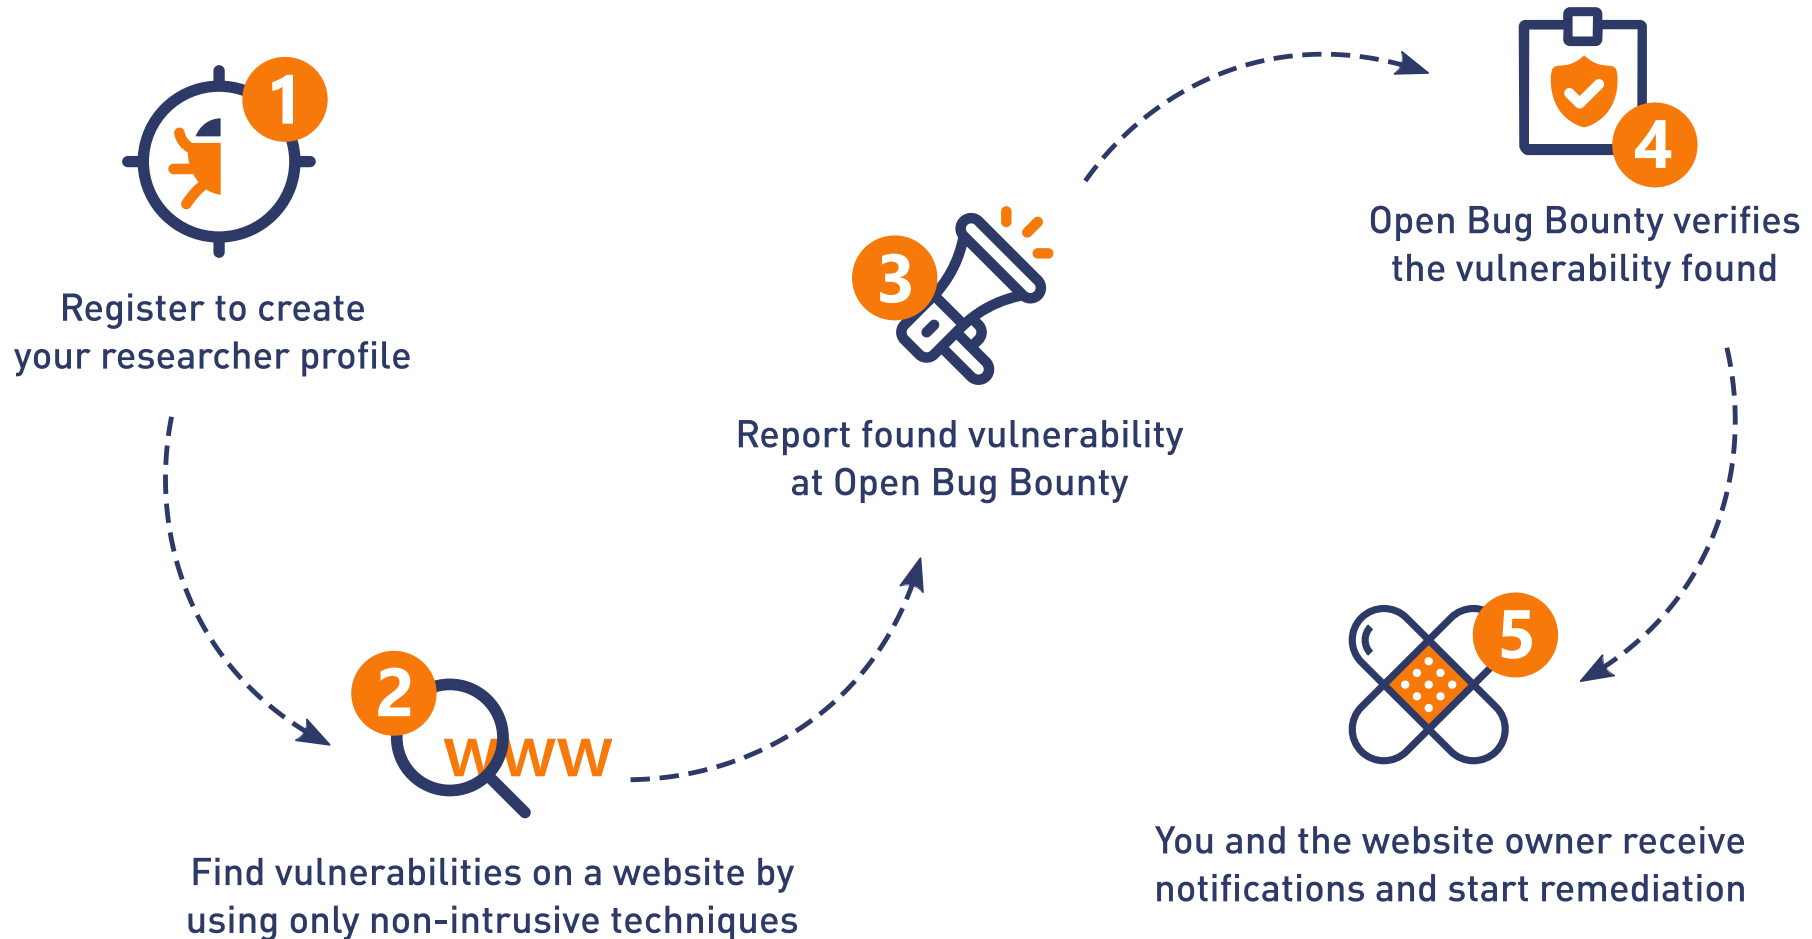 1
Register to create
your researcher profile
2
www
Find vulnerabilities on a website by
using only non-intrusive techniques
3
Report found vulnerability
at Open Bug Bounty
4
Open Bug Bounty verifies
the vulnerability found
5
You and the website owner receive
notifications and start remediation